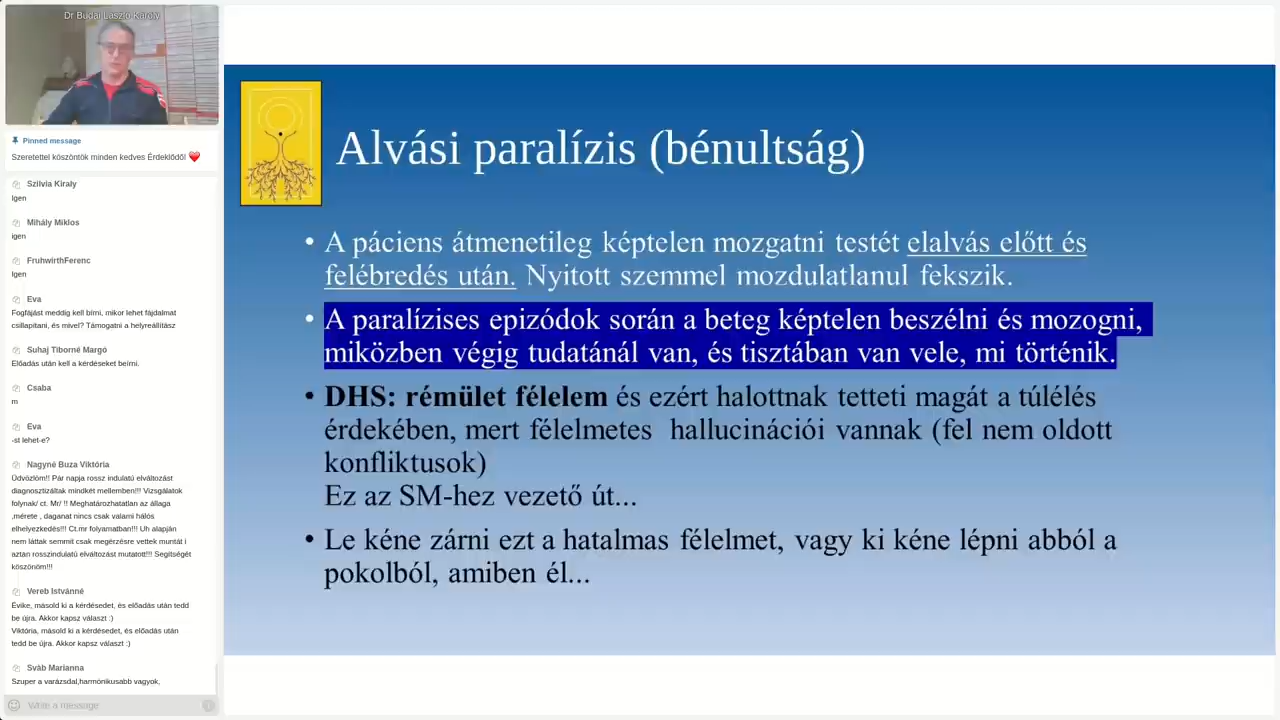 Dr Budai László Károly
Pinned message
Szeretettel köszöntök minden kedves Érdeklődő! ❤️
Szilvia Kiraly
Igen
Mihály Miklos
igen
FruhwirthFerenc
Igen
Eva
Fogfájást meddig kell bírni, mikor lehet fájdalmat
csillapítani, és mivel? Támogatni a helyreállítász
Suhaj Tiborné Margó
Előadás után kell a kérdéseket beírni.
Csaba
m
Eva
-st lehet-e?
Nagyné Buza Viktória
Üdvözlöm!! Pár napja rossz indulatú elváltozást
diagnosztizáltak mindkét mellemben!!! Vizsgálatok
folynak/ ct. Mr/ !! Meghatározhatatlan az állaga
,mérete , daganat nincs csak valami hálós
elhelyezkedés!!! Ct.mr folyamatban!!! Uh alapján
nem láttak semmit csak megérzésre vettek muntát i
aztan rosszindulatú elváltozást mutatott!!! Segítségét
köszönöm!!!
Vereb Istvánné
Évike, másold ki a kérdésedet, és előadás után tedd
be újra. Akkor kapsz választ :)
Viktória, másold ki a kérdésedet, és előadás után
tedd be újra. Akkor kapsz választ :)
Svàb Marianna
Szuper a varázsdal,harmónikusabb vagyok,
Write a message
Alvási paralízis (bénultság)
• A páciens átmenetileg képtelen mozgatni testét elalvás előtt és
felébredés után. Nyitott szemmel mozdulatlanul fekszik.
• A paralízises epizódok során a beteg képtelen beszélni és mozogni,
miközben végig tudatánál van, és tisztában van vele, mi történik.
• DHS: rémület félelem és ezért halottnak tetteti magát a túlélés
érdekében, mert félelmetes hallucinációi vannak (fel nem oldott
konfliktusok)
Ez az SM-hez vezető út...
• Le kéne zárni ezt a hatalmas félelmet, vagy ki kéne lépni abból a
pokolból, amiben él...